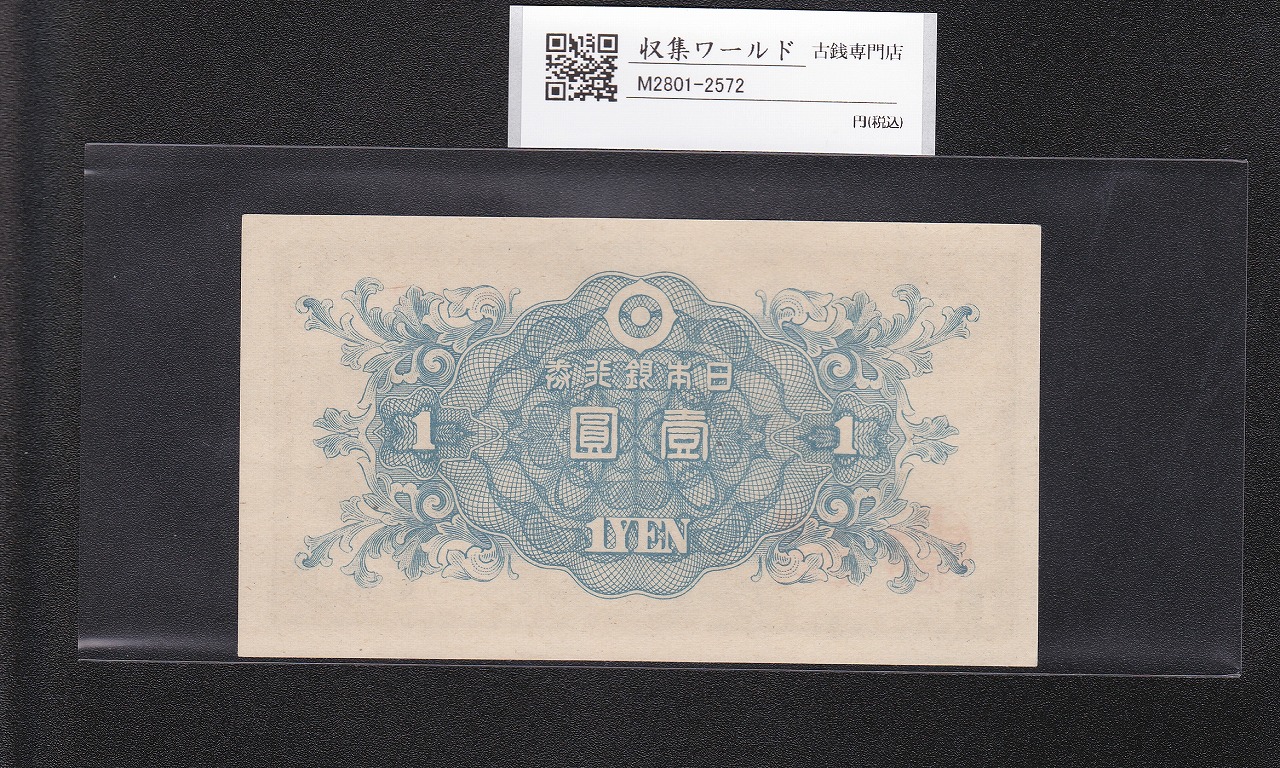 収集ワールド 古銭専門店
M2801-2572
円(税込)
券行銀本日
1 圓壹 1
1YEN